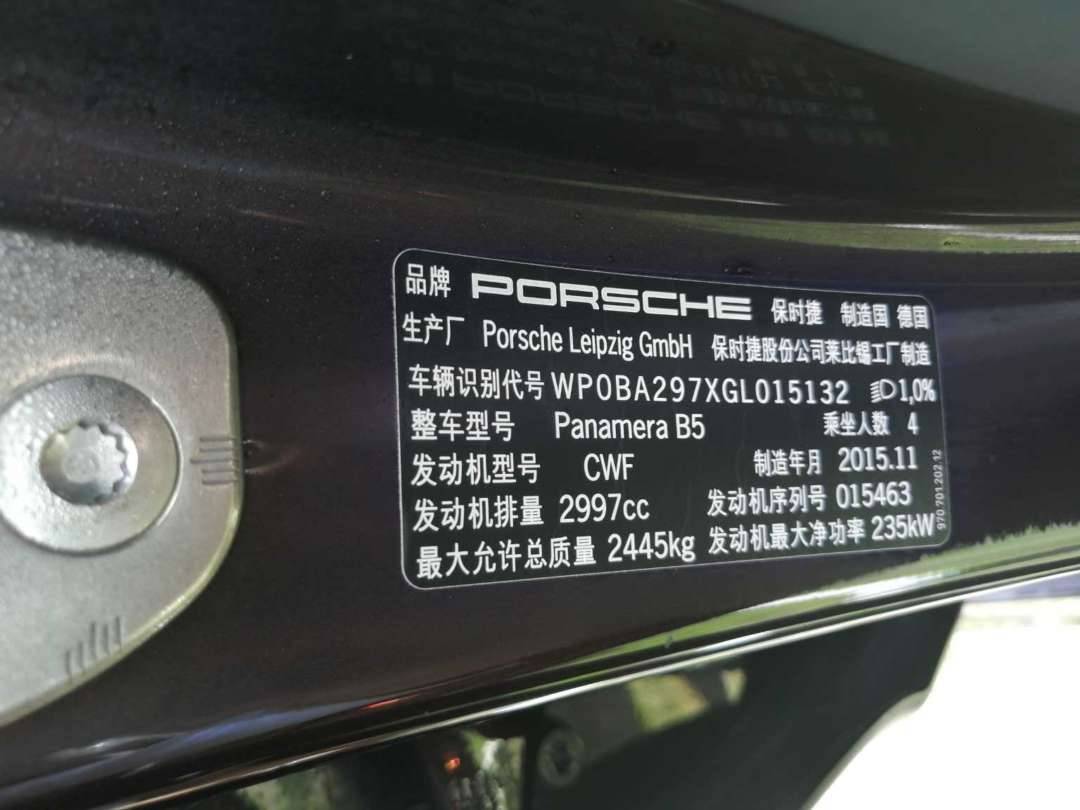 品牌 PORSCHE 保时捷 制造国 德国
生产厂 Porsche Leipzig GmbH 保时捷股份公司莱比锡工厂制造
车辆识别代号 WP0BA297XGL015132 1,0%
整车型号 Panamera B5 乘坐人数 4
发动机型号 CWF 制造年月 2015.11
发动机排量 2997cc 发动机序列号 015463
最大允许总质量 2445kg 发动机最大净功率 235kW
970.701.202.12